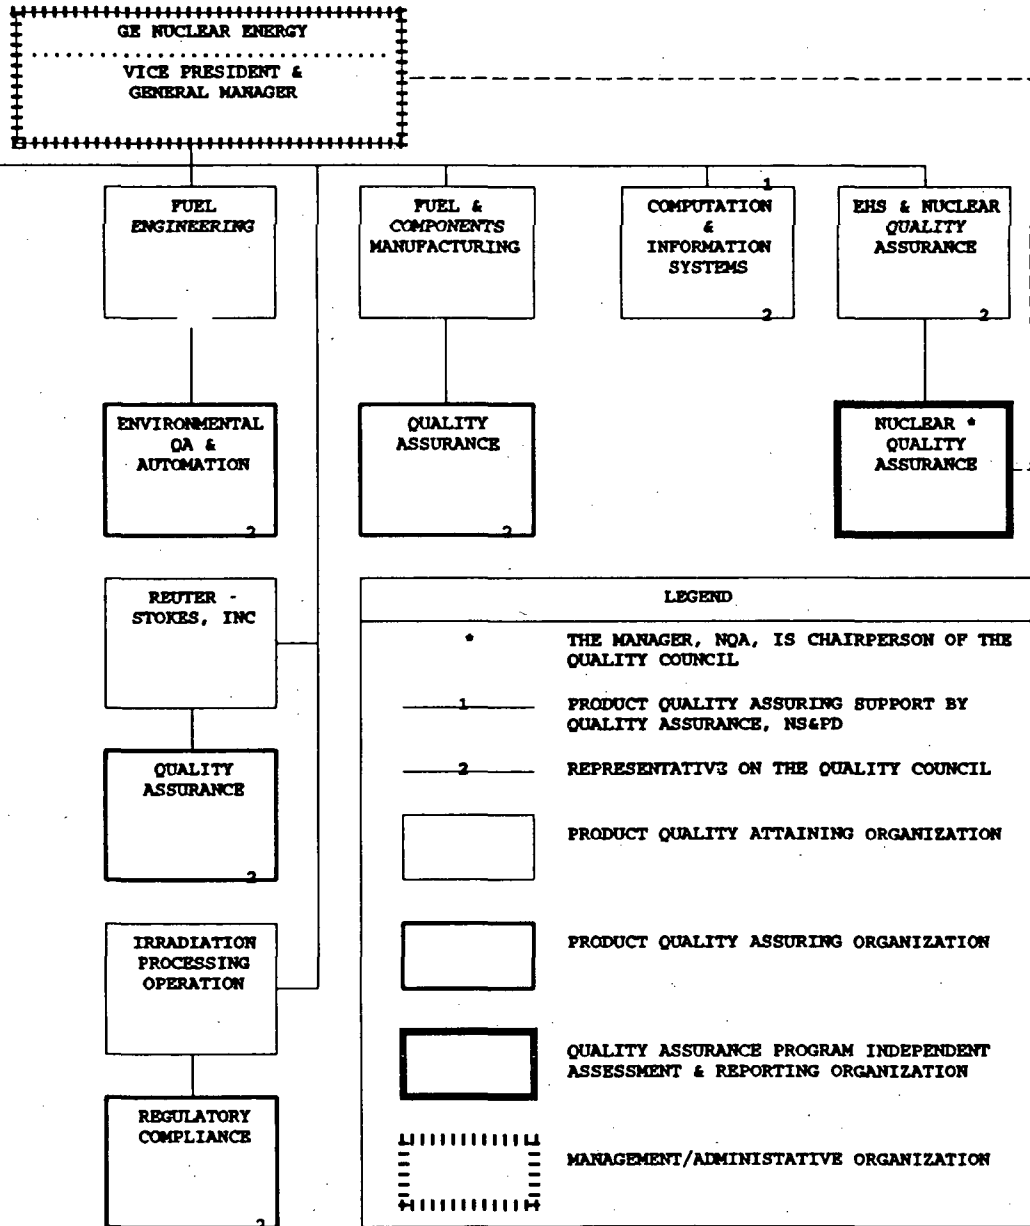 GE NUCLEAR ENERGY
VICE PRESIDENT &
GENERAL MANAGER
FUEL
ENGINEERING
FUEL &
COMPONENTS
MANUFACTURING
1
COMPUTATION
&
INFORMATION
SYSTEMS
2
EHS & NUCLEAR
QUALITY
ASSURANCE
2
ENVIRONMENTAL
QA &
AUTOMATION
2
QUALITY
ASSURANCE
2
NUCLEAR *
QUALITY
ASSURANCE
REUTER -
STOKES, INC
QUALITY
ASSURANCE
2
IRRADIATION
PROCESSING
OPERATION
REGULATORY
COMPLIANCE
2
LEGEND
* THE MANAGER, NQA, IS CHAIRPERSON OF THE
QUALITY COUNCIL
1 PRODUCT QUALITY ASSURING SUPPORT BY
QUALITY ASSURANCE, NS&PD
2 REPRESENTATIVE ON THE QUALITY COUNCIL
PRODUCT QUALITY ATTAINING ORGANIZATION
PRODUCT QUALITY ASSURING ORGANIZATION
QUALITY ASSURANCE PROGRAM INDEPENDENT
ASSESSMENT & REPORTING ORGANIZATION
MANAGEMENT/ADMINISTATIVE ORGANIZATION